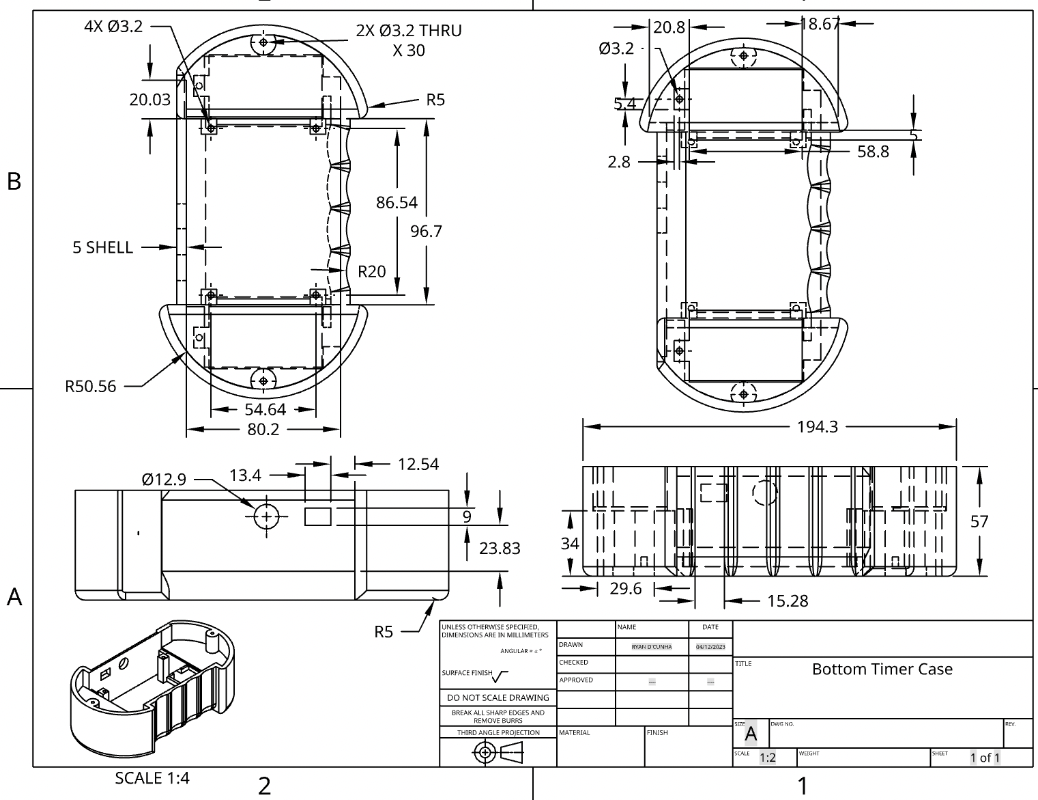 4X Ø3.2
2X Ø3.2 THRU
X 30
20.03
R5
86.54
96.7
5 SHELL
R20
R50.56
54.64
80.2
20.8
18.67
Ø3.2
5.4
5
2.8
58.8
B
Ø12.9
13.4
12.54
9
23.83
R5
194.3
57
34
29.6
15.28
A
SCALE 1:4
UNLESS OTHERWISE SPECIFIED,
DIMENSIONS ARE IN MILLIMETERS
ANGULAR = ± °
SURFACE FINISH
DO NOT SCALE DRAWING
BREAK ALL SHARP EDGES AND
REMOVE BURRS
THIRD ANGLE PROJECTION
NAME
DATE
DRAWN
RYAN D'CUNHA
04/12/2023
CHECKED
APPROVED
MATERIAL
FINISH
TITLE
Bottom Timer Case
SIZE
A
DWG NO.
REV.
SCALE
1:2
WEIGHT
SHEET
1 of 1
2
1